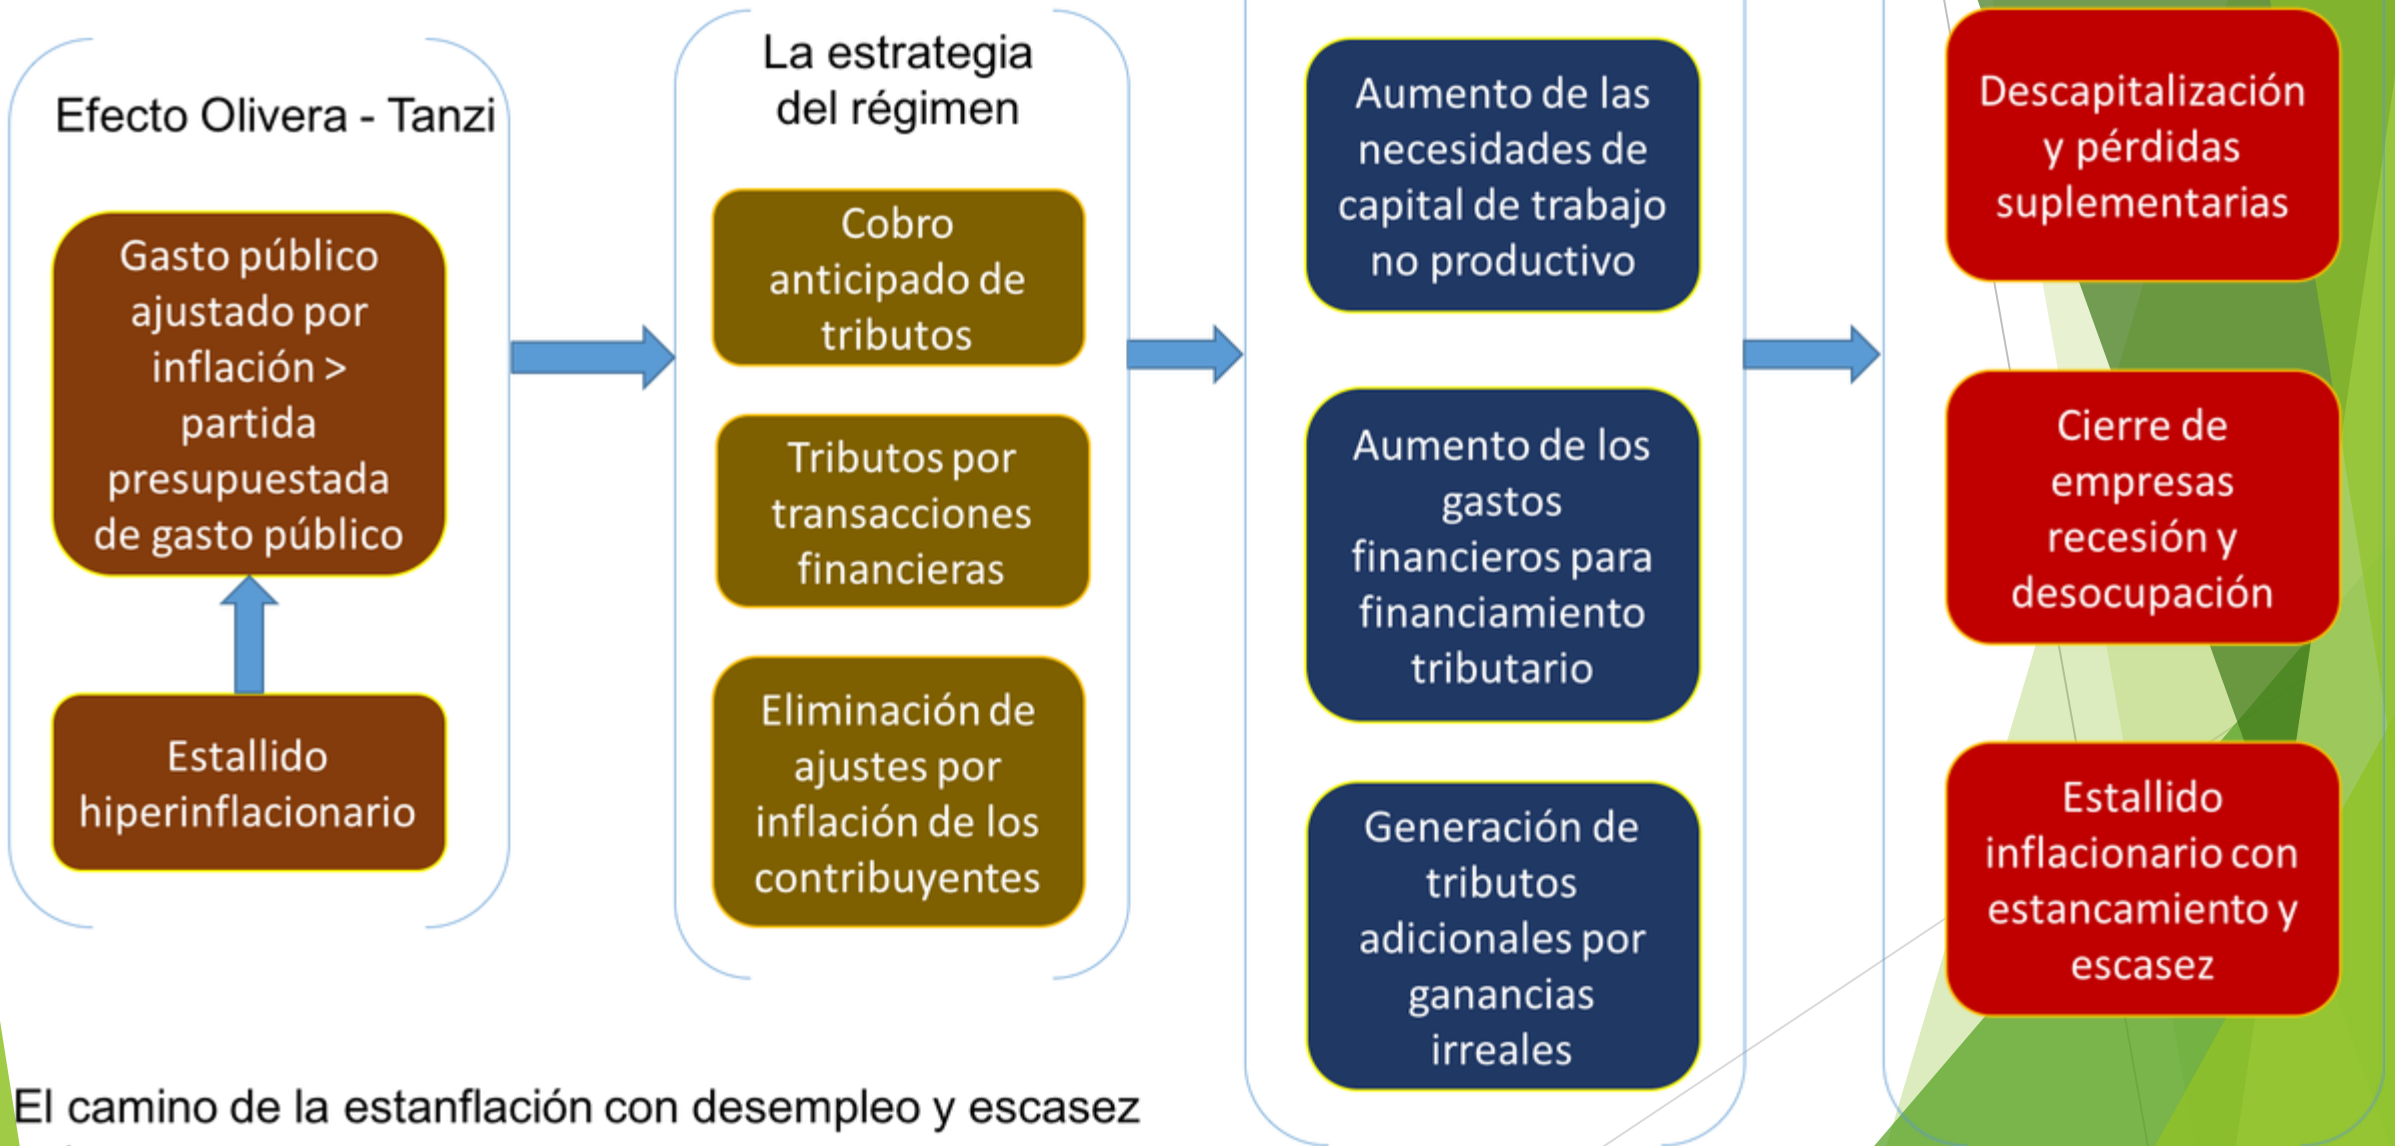 Efecto Olivera - Tanzi
Gasto público
ajustado por
inflación >
partida
presupuestada
de gasto público
Estallido
hiperinflacionario
La estrategia
del régimen
Cobro
anticipado de
tributos
Tributos por
transacciones
financieras
Eliminación de
ajustes por
inflación de los
contribuyentes
Aumento de las
necesidades de
capital de trabajo
no productivo
Aumento de los
gastos
financieros para
financiamiento
tributario
Generación de
tributos
adicionales por
ganancias
irreales
Descapitalización
y pérdidas
suplementarias
Cierre de
empresas
recesión y
desocupación
Estallido
inflacionario con
estancamiento y
escasez
El camino de la estanflación con desempleo y escasez